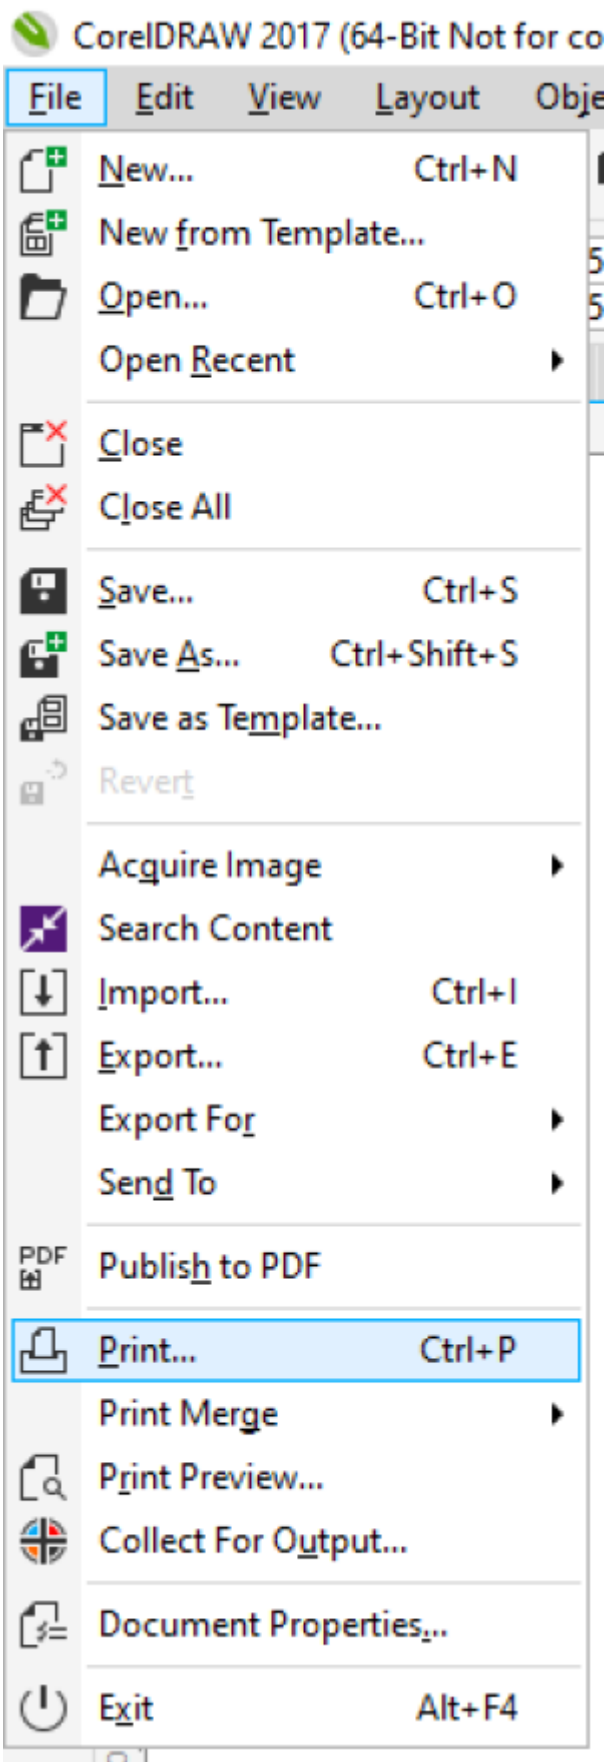 CorelDRAW 2017 (64-Bit Not for co
File Edit View Layout Obje
New... Ctrl+N
New from Template...
Open... Ctrl+O
Open Recent
Close
Close All
Save... Ctrl+S
Save As... Ctrl+Shift+S
Save as Template...
Revert
Acquire Image
Search Content
Import... Ctrl+I
Export... Ctrl+E
Export For
Send To
PDF Publish to PDF
Print... Ctrl+P
Print Merge
Print Preview...
Collect For Output...
Document Properties...
Exit Alt+F4